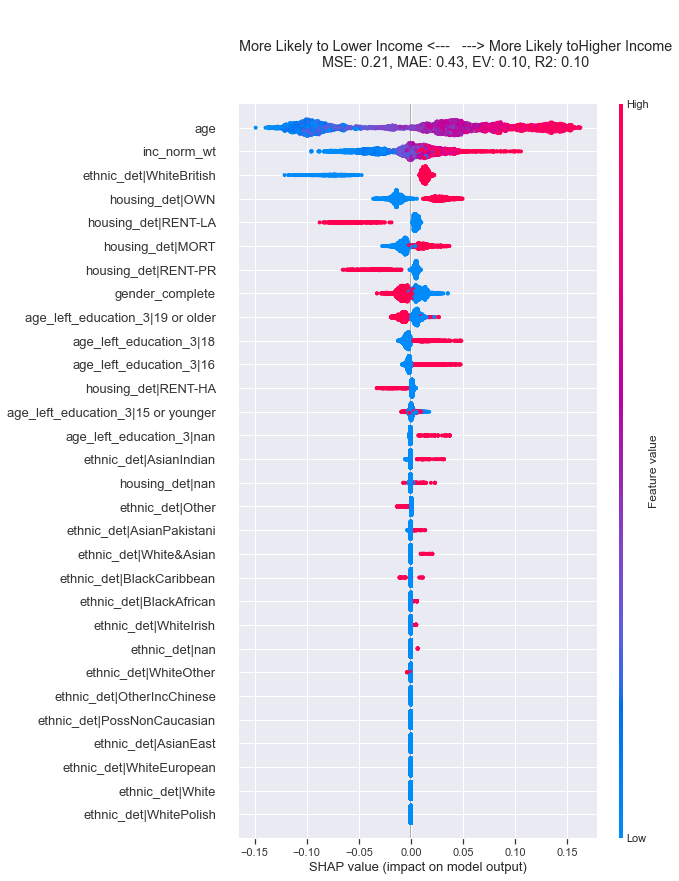 More Likely to Lower Income <---   ---> More Likely toHigher Income
MSE: 0.21, MAE: 0.43, EV: 0.10, R2: 0.10
High
age
inc_norm_wt
ethnic_det|WhiteBritish
housing_det|OWN
housing_det|RENT-LA
housing_det|MORT
housing_det|RENT-PR
gender_complete
age_left_education_3|19 or older
age_left_education_3|18
age_left_education_3|16
housing_det|RENT-HA
age_left_education_3|15 or younger
age_left_education_3|nan
ethnic_det|AsianIndian
housing_det|nan
ethnic_det|Other
ethnic_det|AsianPakistani
ethnic_det|White&Asian
ethnic_det|BlackCaribbean
ethnic_det|BlackAfrican
ethnic_det|WhiteIrish
ethnic_det|nan
ethnic_det|WhiteOther
ethnic_det|OtherIncChinese
ethnic_det|PossNonCaucasian
ethnic_det|AsianEast
ethnic_det|WhiteEuropean
ethnic_det|White
ethnic_det|WhitePolish
Feature value
Low
−0.15 −0.10 −0.05 0.00 0.05 0.10 0.15
SHAP value (impact on model output)